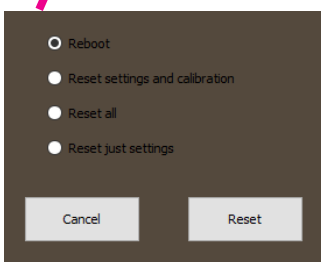 Reboot
Reset settings and calibration
Reset all
Reset just settings
Cancel
Reset